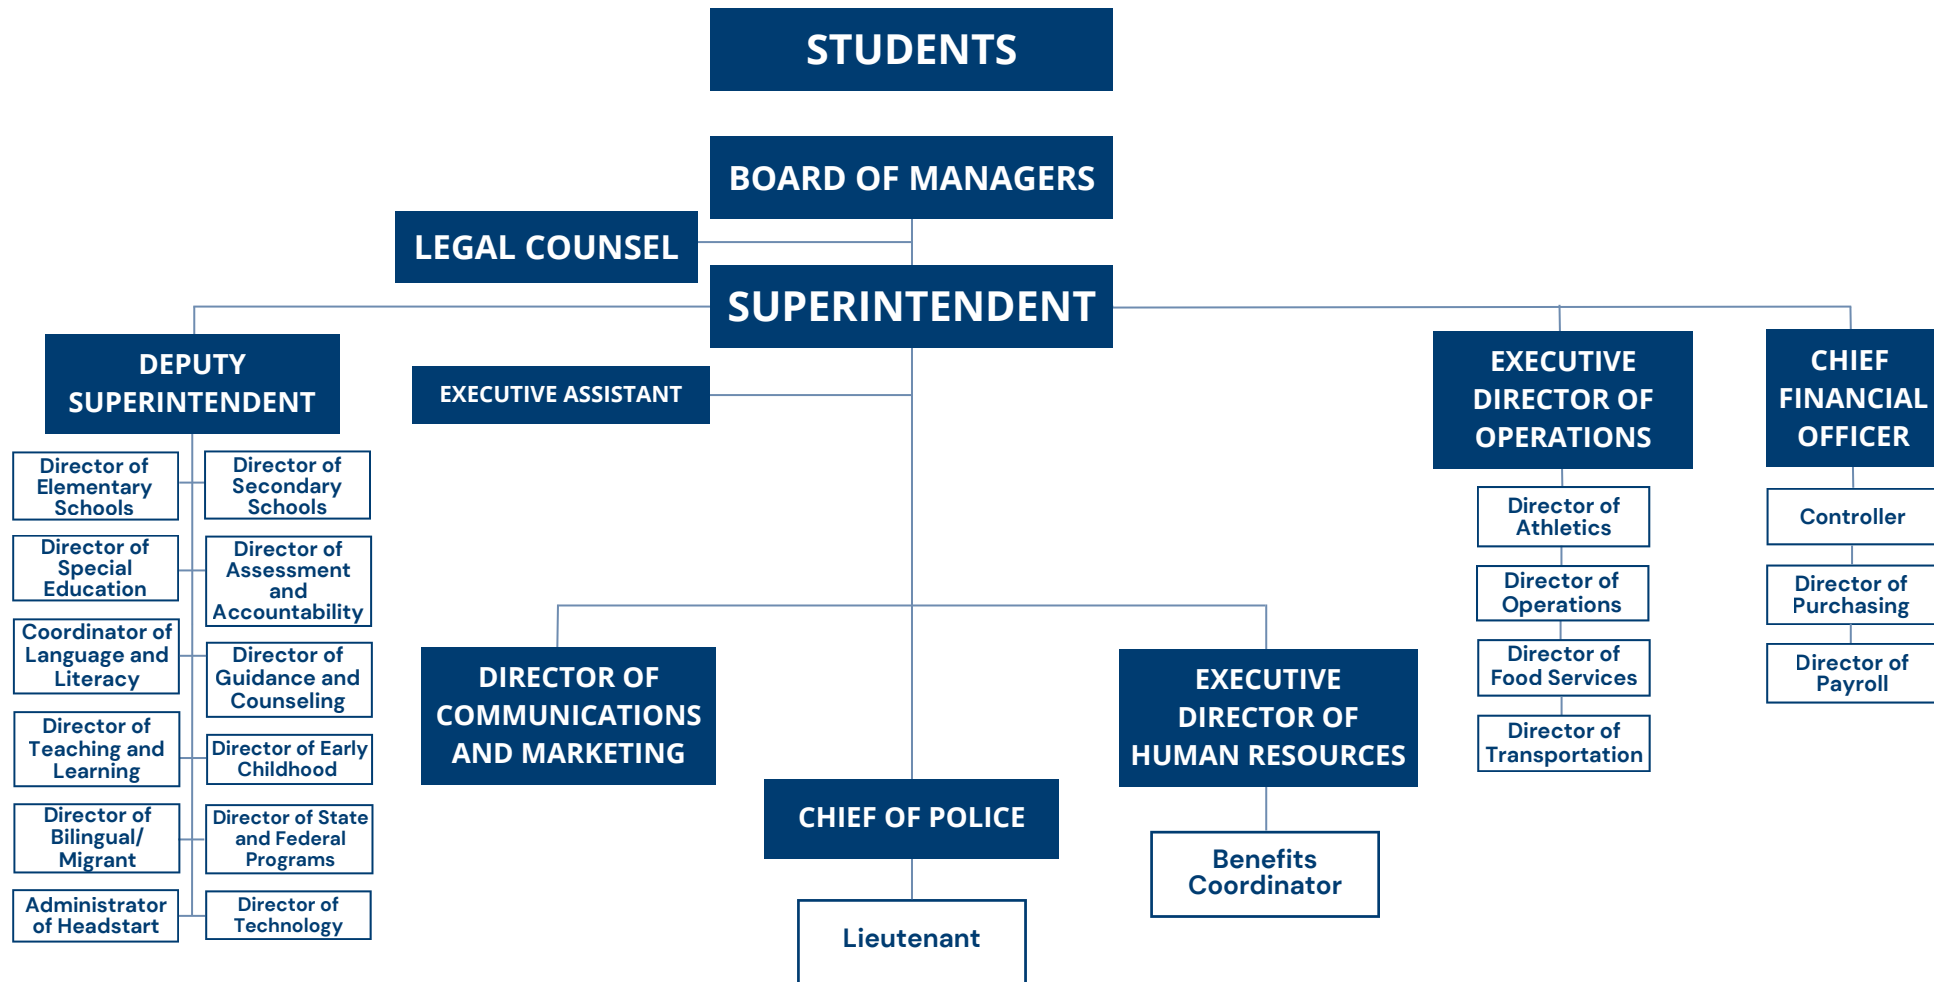 STUDENTS
BOARD OF MANAGERS
LEGAL COUNSEL
SUPERINTENDENT
DEPUTY
SUPERINTENDENT
EXECUTIVE ASSISTANT
EXECUTIVE
DIRECTOR OF
OPERATIONS
CHIEF
FINANCIAL
OFFICER
Director of
Elementary
Schools
Director of
Secondary
Schools
Director of
Special
Education
Director of
Assessment
and
Accountability
Coordinator of
Language and
Literacy
Director of
Guidance and
Counseling
Director of
Teaching and
Learning
Director of Early
Childhood
Director of
Bilingual/
Migrant
Director of State
and Federal
Programs
Administrator
of Headstart
Director of
Technology
DIRECTOR OF
COMMUNICATIONS
AND MARKETING
CHIEF OF POLICE
Lieutenant
EXECUTIVE
DIRECTOR OF
HUMAN RESOURCES
Benefits
Coordinator
Director of
Athletics
Director of
Operations
Director of
Food Services
Director of
Transportation
Controller
Director of
Purchasing
Director of
Payroll